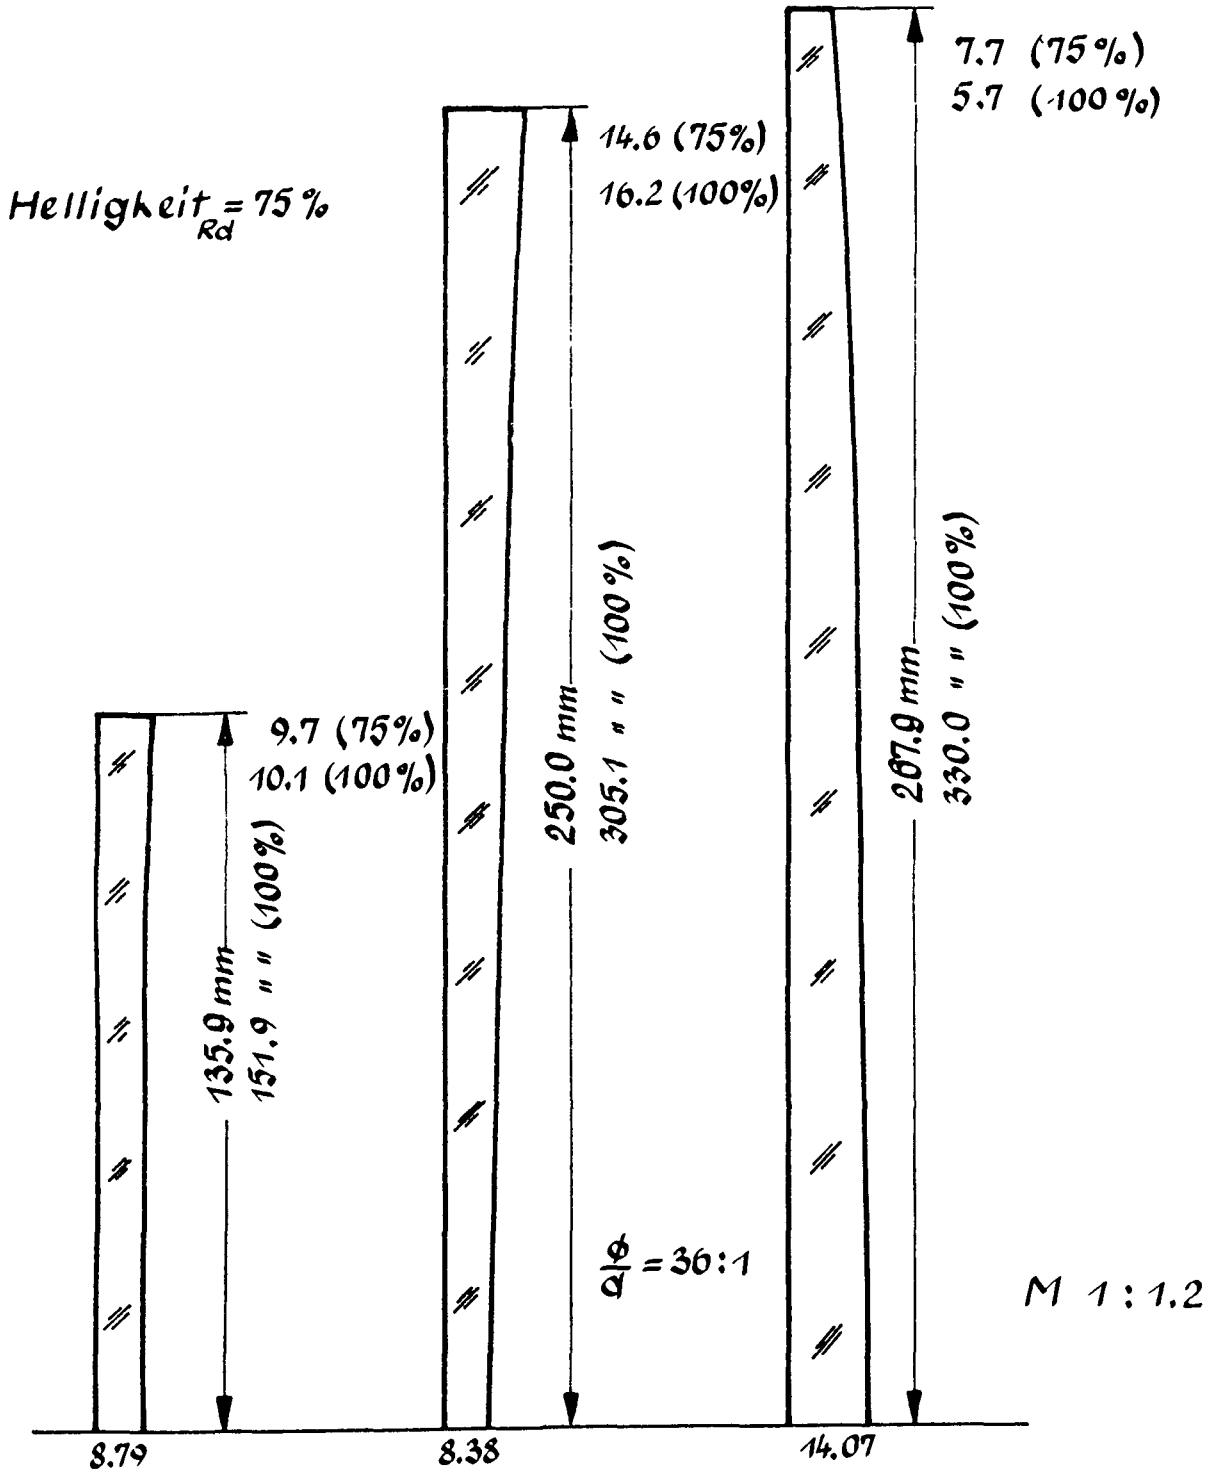 7.7 (75%)
5.7 (100%)
14.6 (75%)
16.2 (100%)
Helligkeit Rd = 75%
9.7 (75%)
10.1 (100%)
135.9 mm
151.9 " " (100%)
250.0 mm
305.1 " " (100%)
267.9 mm
330.0 " " (100%)
ϕ/d = 36:1
M 1:1.2
8.79
8.38
14.07